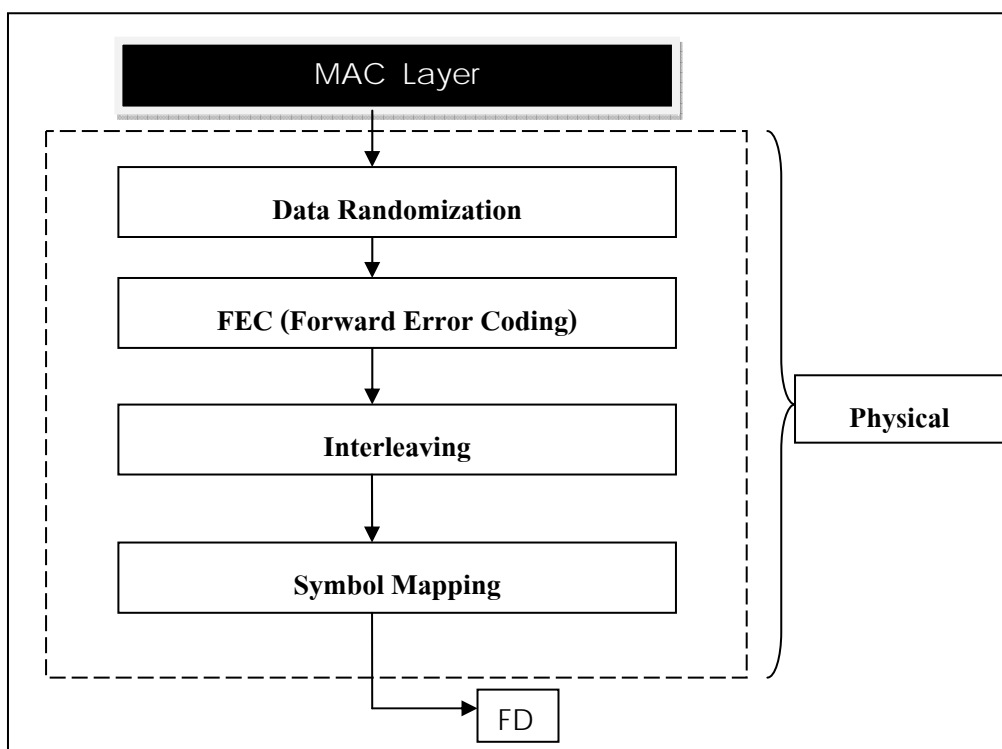 MAC Layer
Data Randomization
FEC (Forward Error Coding)
Interleaving
Physical
Symbol Mapping
FD